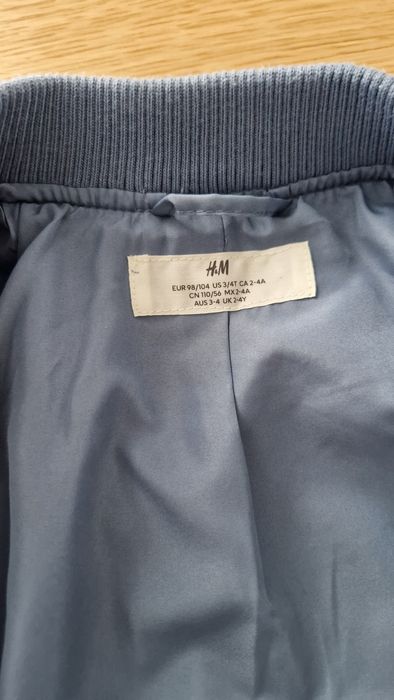 H&M
EUR 98/104 US 3/4T CA 2-4A
CN 110/56 MX 2-4A
AUS 3-4 UK 2-4Y